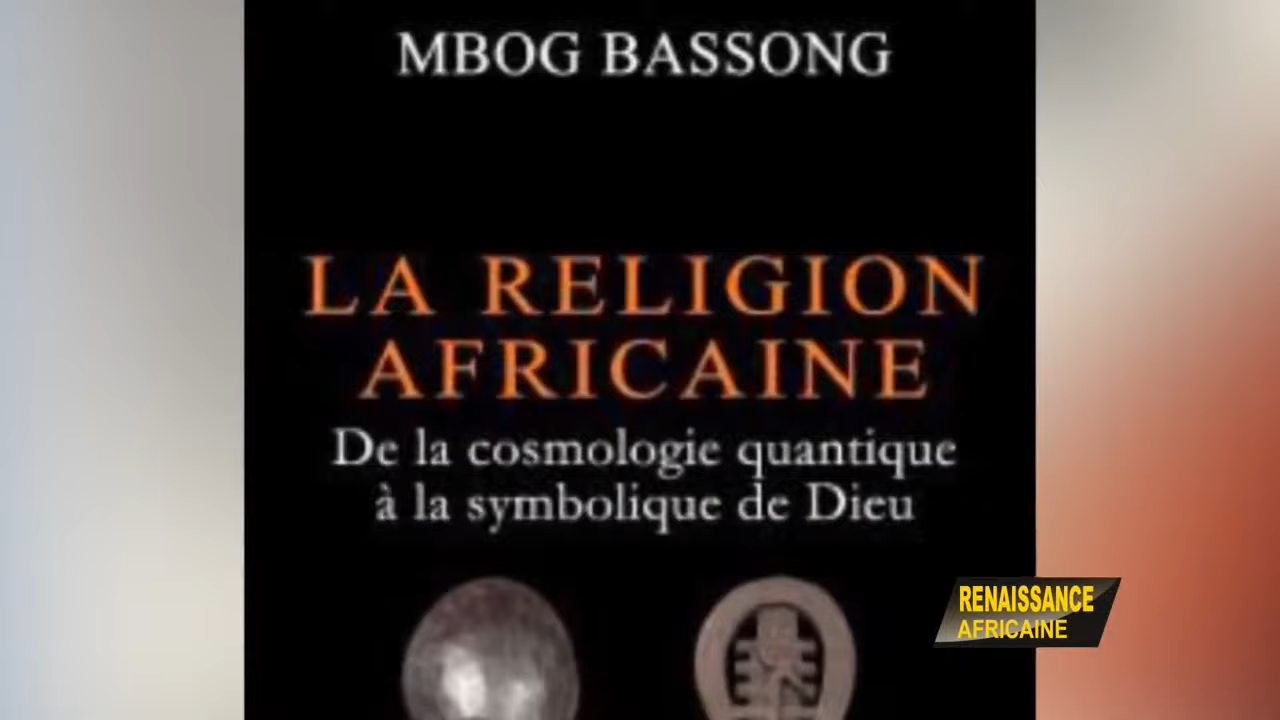 MBOG BASSONG
LA RELIGION
AFRICAINE
De la cosmologie quantique
à la symbolique de Dieu
RENAISSANCE
AFRICAINE